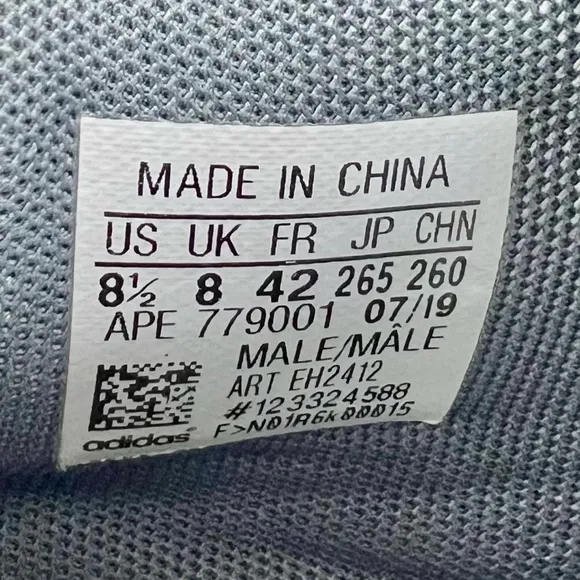 MADE IN CHINA
US UK FR JP CHN
8½ 8 42 265 260
APE 779001 07/19
MALE/MÂLE
ART EH2412
#123324588
F>N01R6k00015
adidas